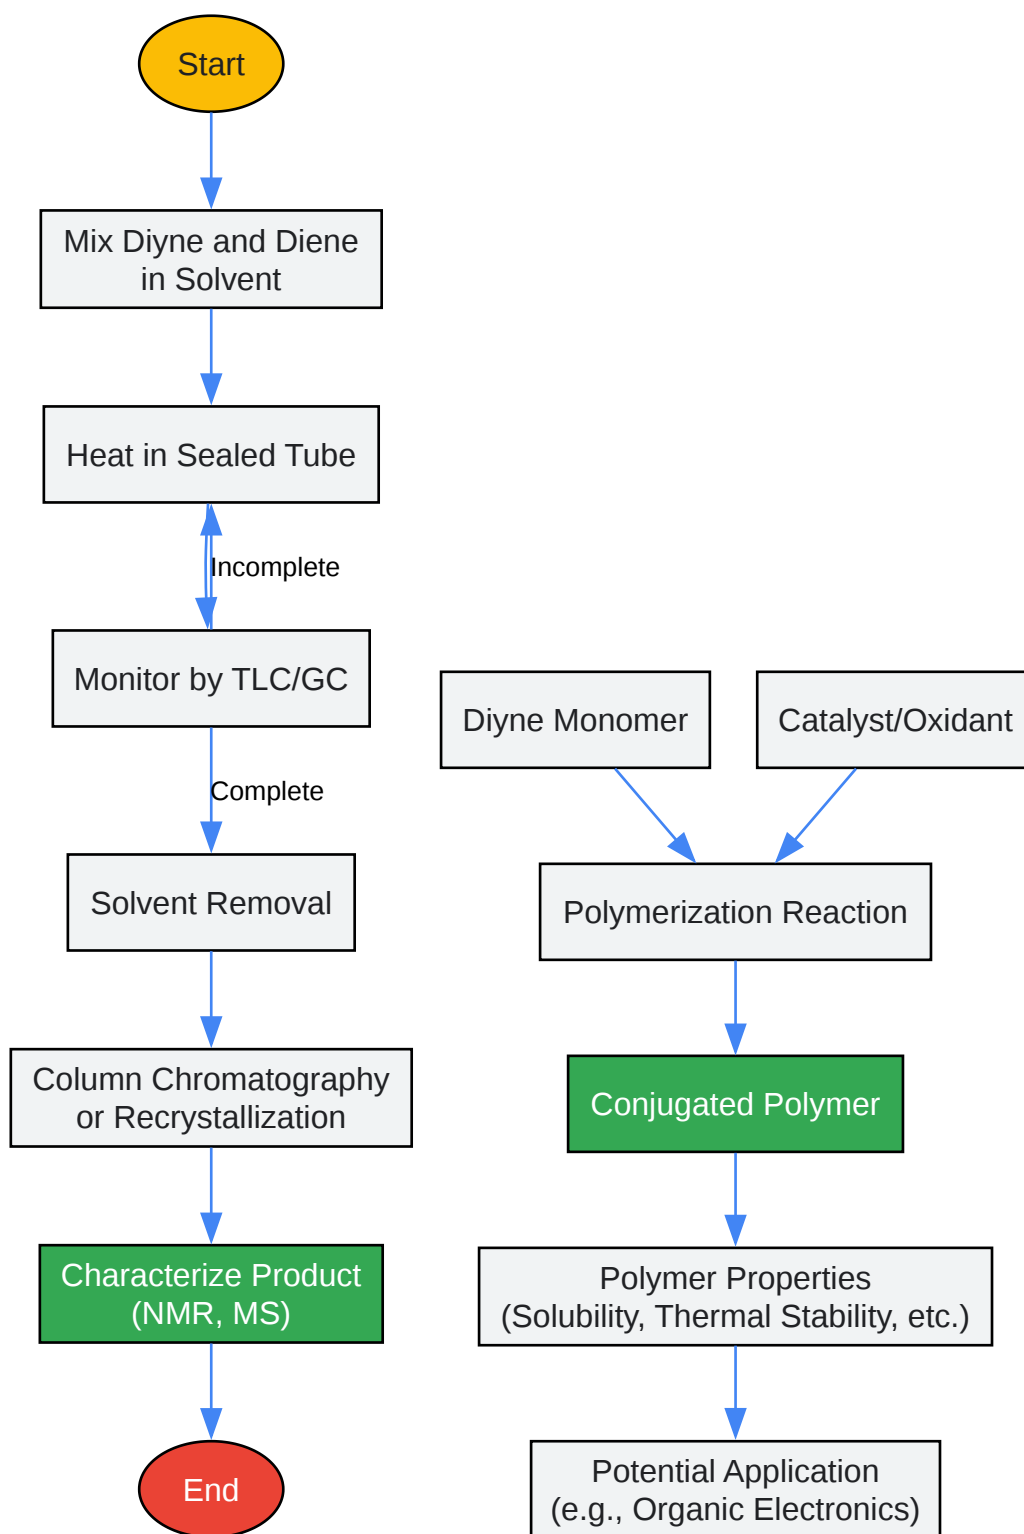 Start
Mix Diyne and Diene
in Solvent
Heat in Sealed Tube
Incomplete
Monitor by TLC/GC
Complete
Solvent Removal
Column Chromatography
or Recrystallization
Characterize Product
(NMR, MS)
End
Diyne Monomer
Catalyst/Oxidant
Polymerization Reaction
Conjugated Polymer
Polymer Properties
(Solubility, Thermal Stability, etc.)
Potential Application
(e.g., Organic Electronics)